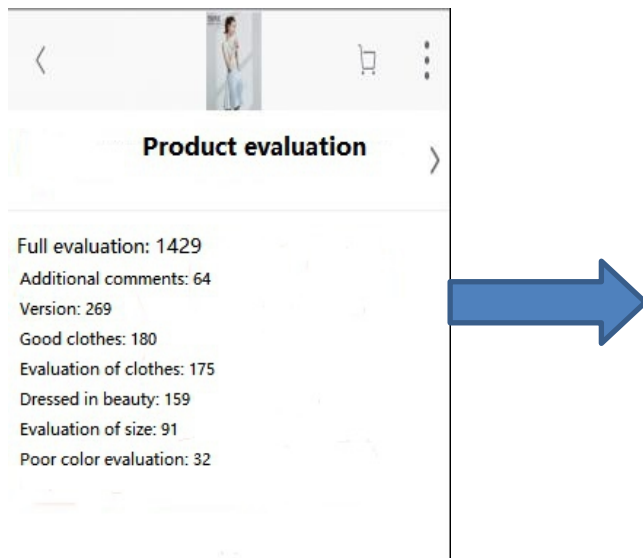 Product evaluation
Full evaluation: 1429
Additional comments: 64
Version: 269
Good clothes: 180
Evaluation of clothes: 175
Dressed in beauty: 159
Evaluation of size: 91
Poor color evaluation: 32